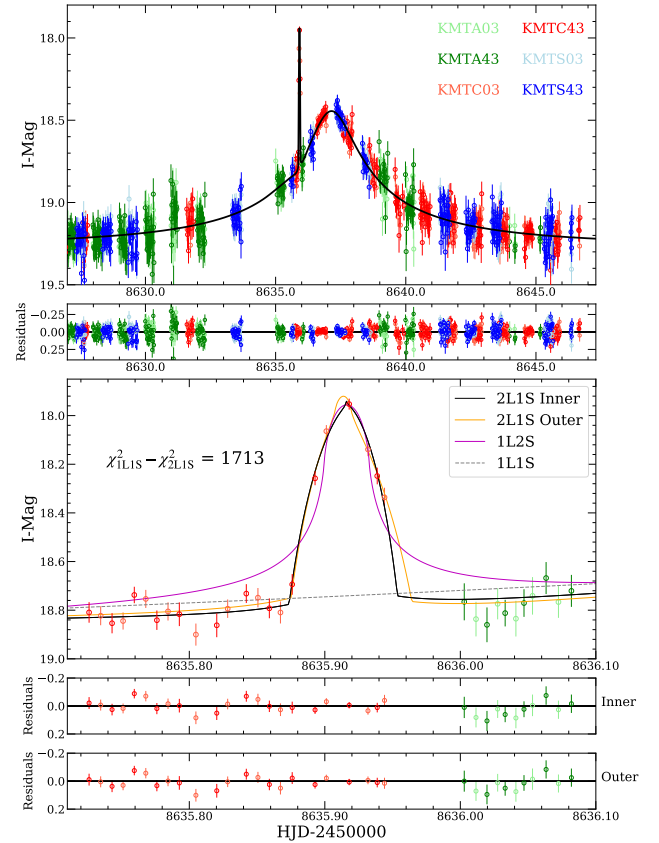 18.0
18.5
19.0
19.5
I-Mag
KMTA03
KMTC43
KMTA43
KMTS03
KMTC03
KMTS43
8630.0
8635.0
8640.0
8645.0
Residuals
−0.25
0.00
0.25
8630.0
8635.0
8640.0
8645.0
18.0
18.2
18.4
18.6
18.8
19.0
I-Mag
2L1S Inner
2L1S Outer
1L2S
1L1S
χ²1L1S−χ²2L1S = 1713
8635.80
8635.90
8636.00
8636.10
Residuals
−0.2
0.0
0.2
Inner
Residuals
−0.2
0.0
0.2
Outer
8635.80
8635.90
8636.00
8636.10
HJD-2450000